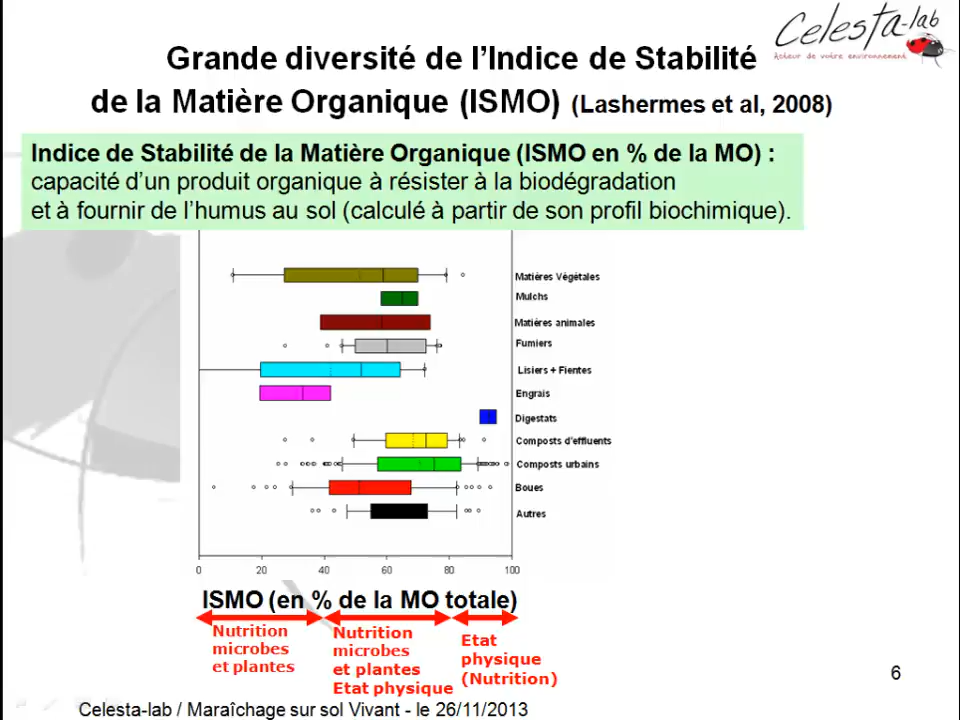 Celesta-lab
Acteur de votre environnement
Grande diversité de l'Indice de Stabilité
de la Matière Organique (ISMO) (Lashermes et al, 2008)
Indice de Stabilité de la Matière Organique (ISMO en % de la MO) :
capacité d'un produit organique à résister à la biodégradation
et à fournir de l'humus au sol (calculé à partir de son profil biochimique).
Matières Végétales
Mulchs
Matières animales
Fumiers
Lisiers + Fientes
Engrais
Digestats
Composts d'effluents
Composts urbains
Boues
Autres
0 20 40 60 80 100
ISMO (en % de la MO totale)
Nutrition
microbes
et plantes
Nutrition
microbes
et plantes
Etat physique
Etat
physique
(Nutrition)
6
Celesta-lab / Maraîchage sur sol Vivant - le 26/11/2013